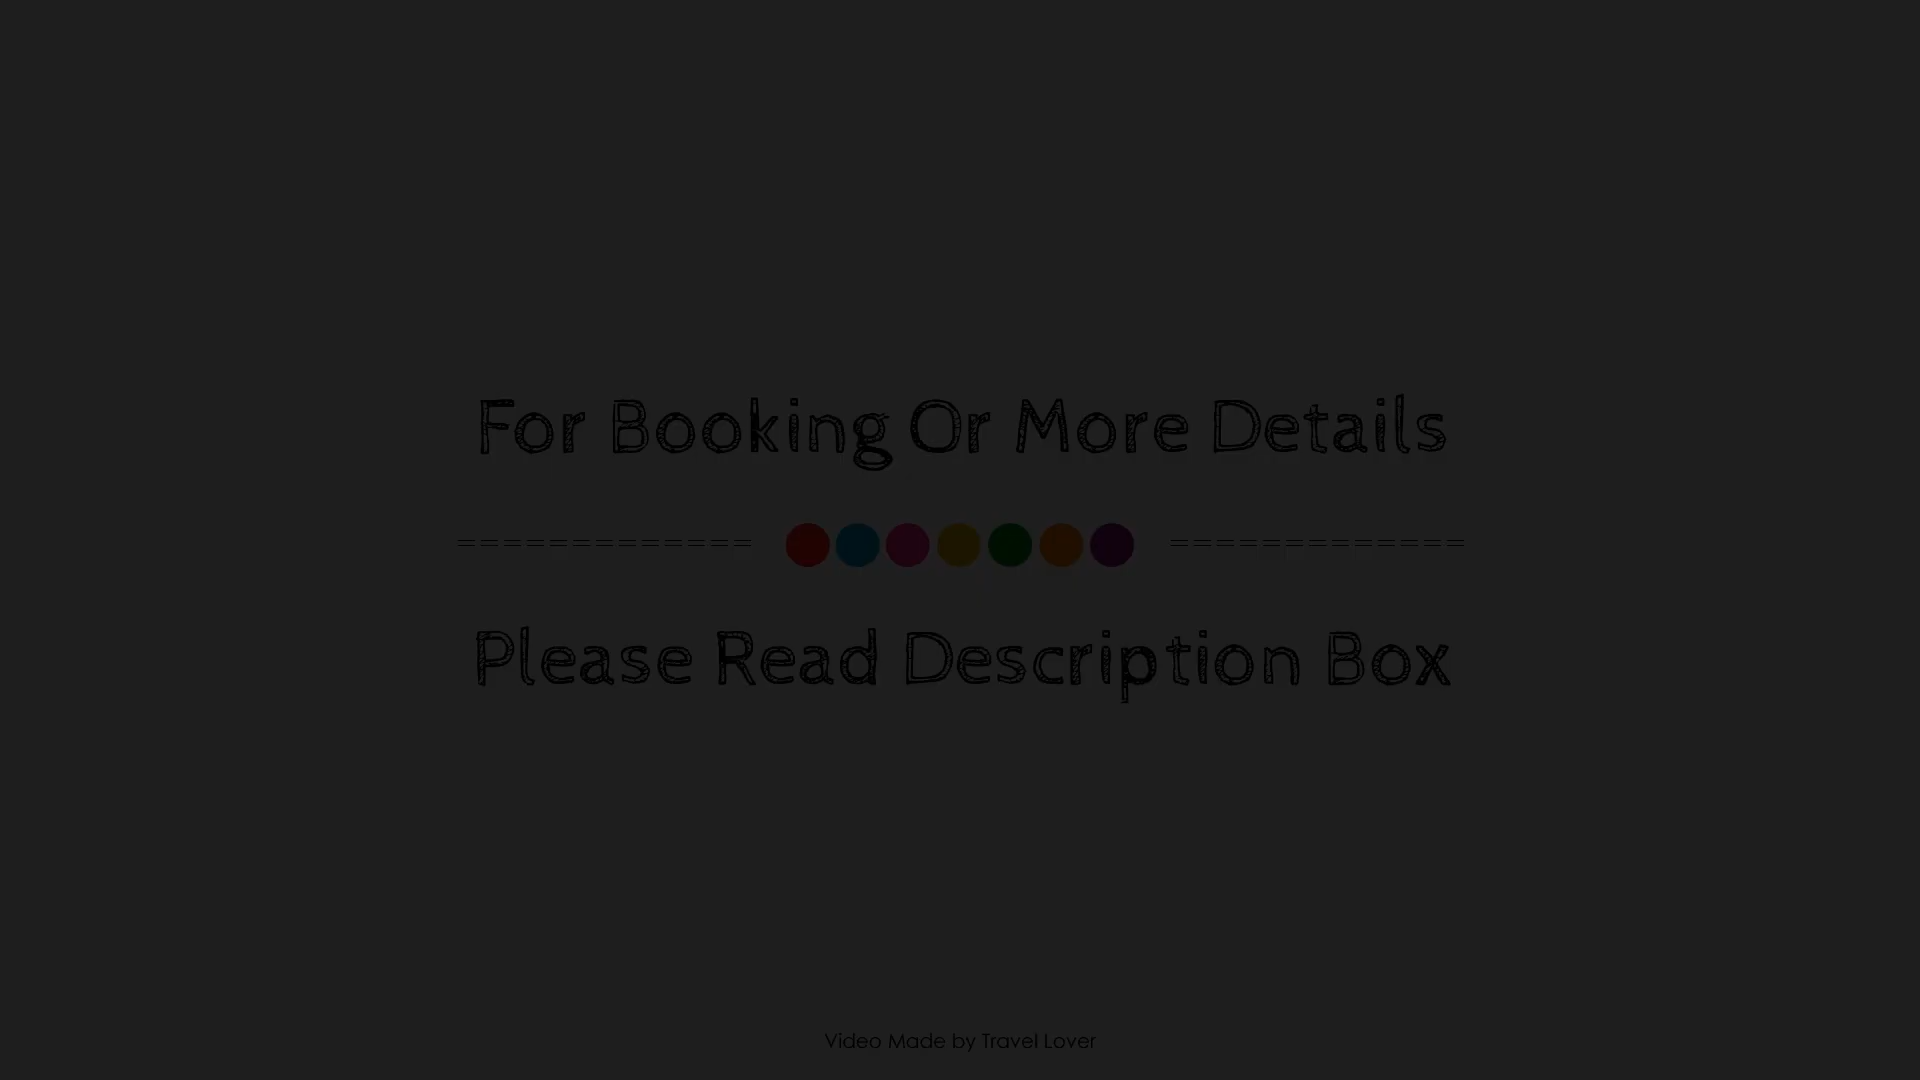 For Booking Or More Details
============= =============
Please Read Description Box
Video Made by Travel Lover